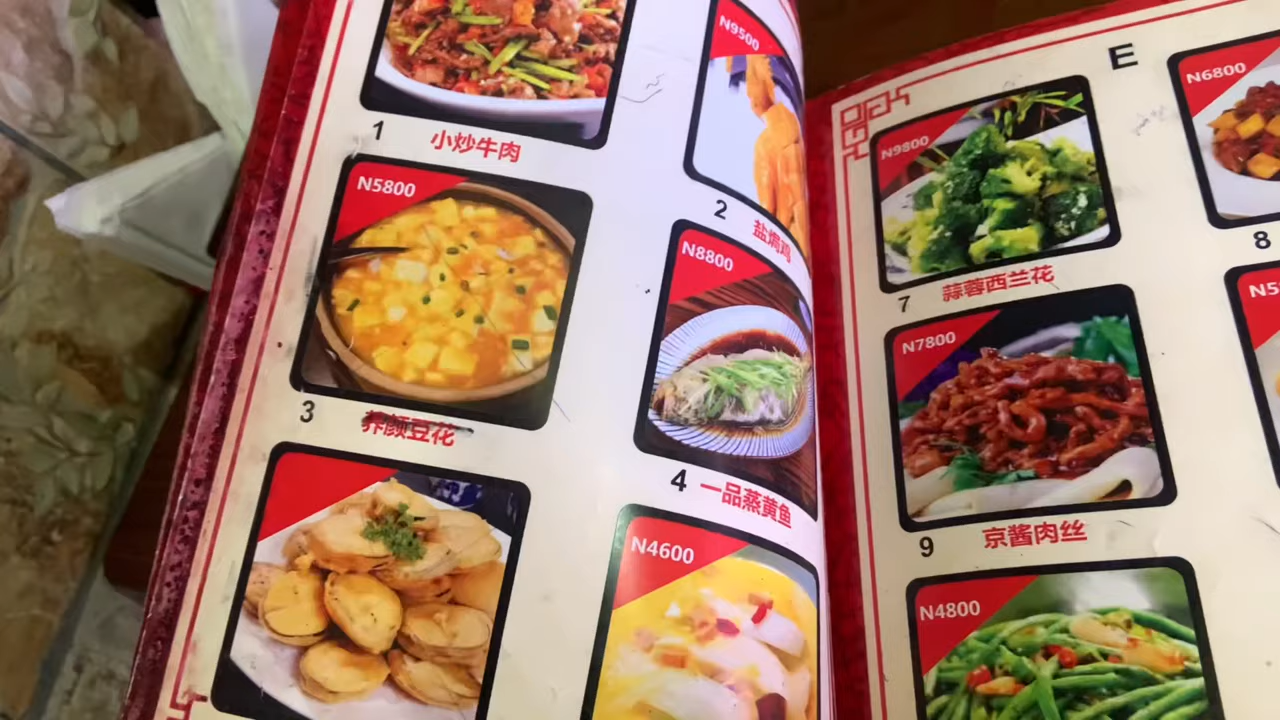 1
小炒牛肉
N9500
2
盐焗鸡
N5800
3
养颜豆花
N8800
4
一品蒸黄鱼
N4600
E
N9800
7
蒜蓉西兰花
N6800
8
N7800
9
京酱肉丝
N5
N4800